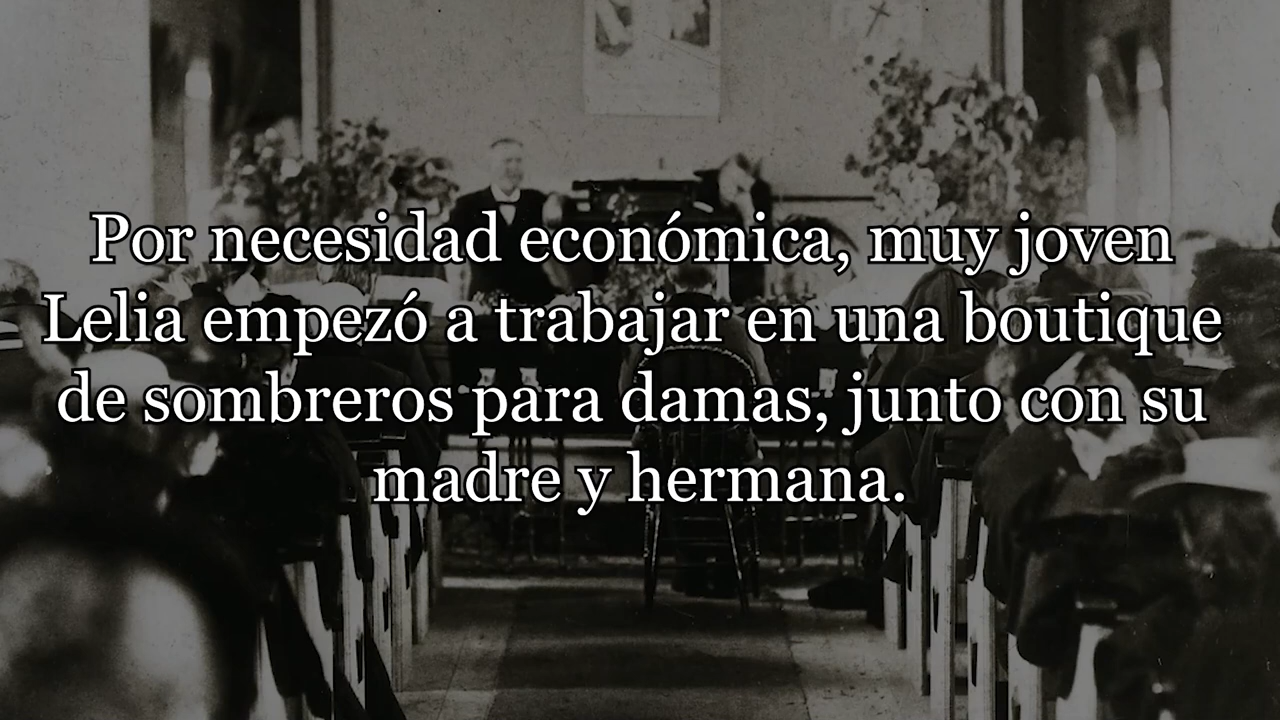 Por necesidad económica, muy joven
Lelia empezó a trabajar en una boutique
de sombreros para damas, junto con su
madre y hermana.